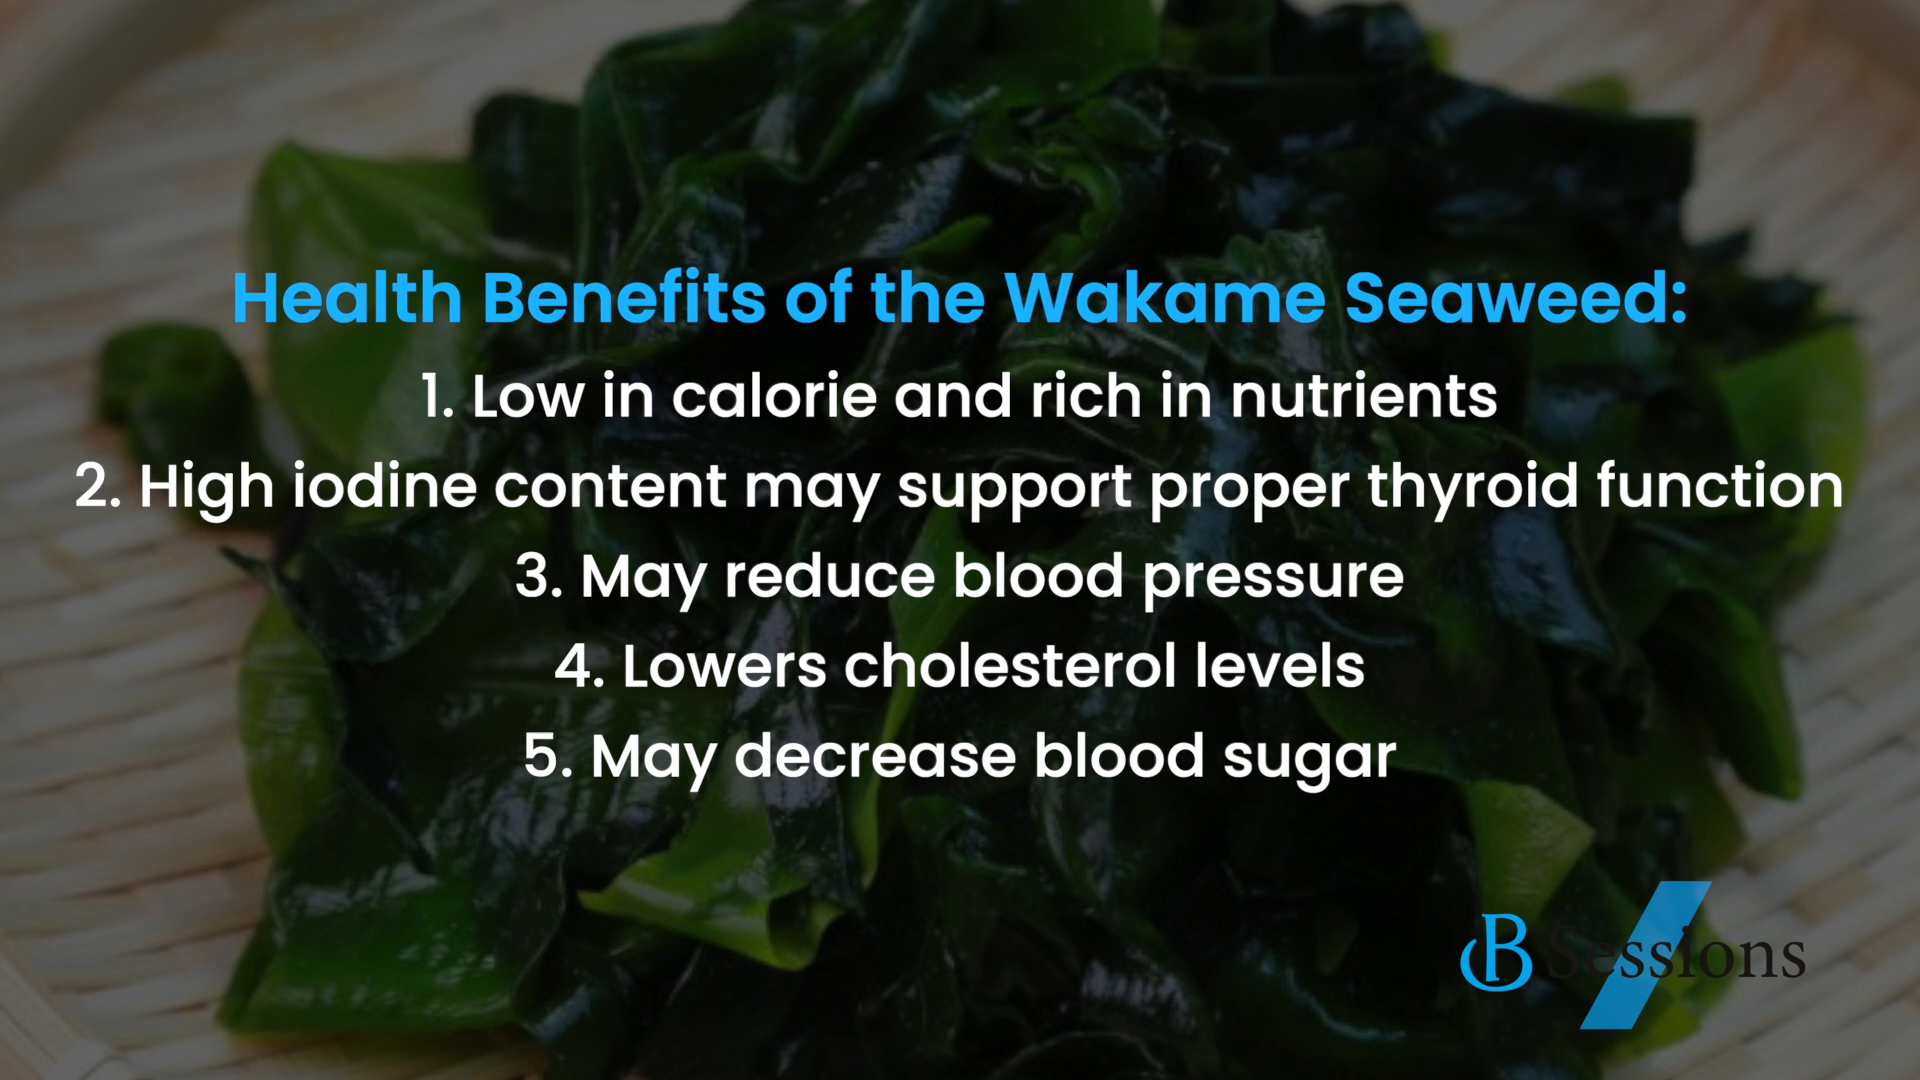 Health Benefits of the Wakame Seaweed:
1. Low in calorie and rich in nutrients
2. High iodine content may support proper thyroid function
3. May reduce blood pressure
4. Lowers cholesterol levels
5. May decrease blood sugar
B Sessions